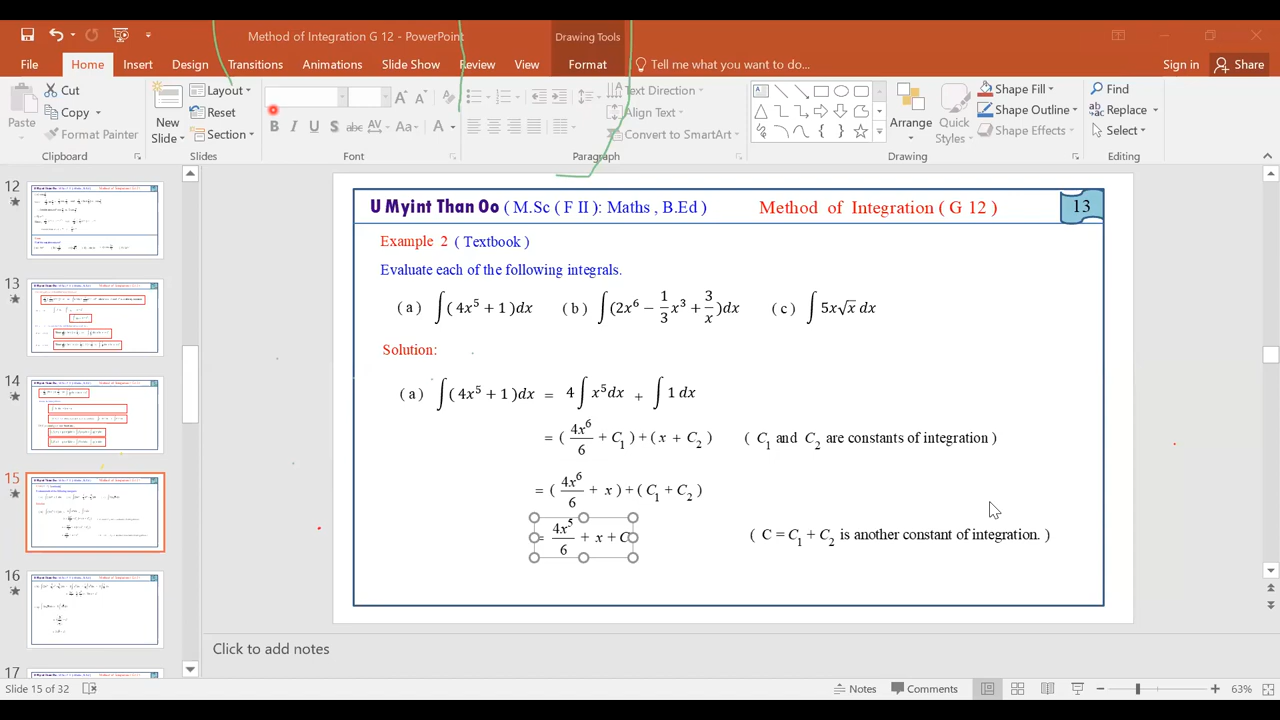 Method of Integration G 12 - PowerPoint
Drawing Tools
File Home Insert Design Transitions Animations Slide Show Review View Format Tell me what you want to do... Sign in Share
Paste Cut Copy Format Painter
Clipboard
New Slide Layout Reset Section
Slides
B I U S abc AV Aa A
Font
Text Direction
Align Text
Convert to SmartArt
Paragraph
Arrange Quick Styles Shape Fill Shape Outline Shape Effects
Drawing
Find
Replace
Select
Editing
12
13
14
15
16
17
U Myint Than Oo ( M.Sc ( F II ): Maths , B.Ed ) Method of Integration ( G 12 ) 13
Example 2 ( Textbook )
Evaluate each of the following integrals.
( a ) ∫( 4x⁵ + 1 )dx ( b ) ∫(2x⁶ − 1/3 x³ + 3/x)dx ( c ) ∫ 5x√x dx
Solution:
( a ) ∫( 4x⁵ + 1 )dx = 4∫ x⁵dx + ∫ 1 dx
= ( 4x⁶/6 + C₁ ) + ( x + C₂ ) ( C₁ and C₂ are constants of integration )
= ( 4x⁶/6 + x ) + ( C₁ + C₂ )
= 4x⁵/6 + x + C ( C = C₁ + C₂ is another constant of integration. )
Click to add notes
Slide 15 of 32 Notes Comments 63%